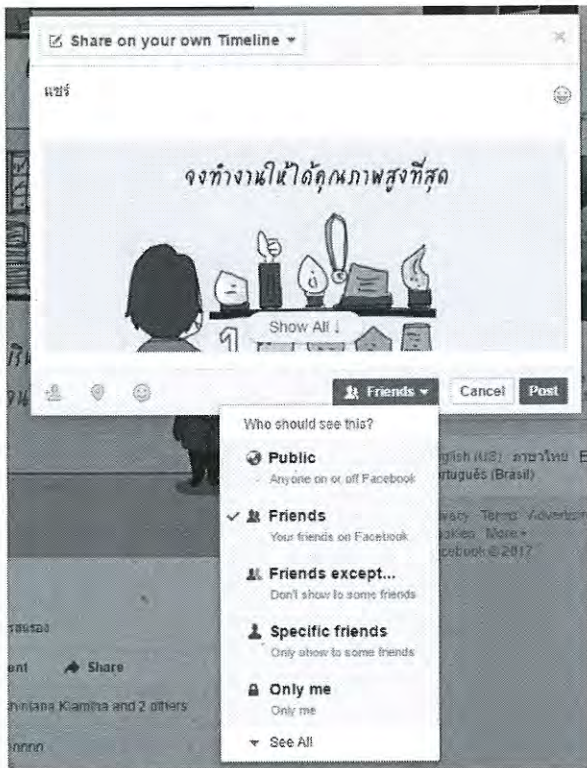 Share on your own Timeline
แชร์
จงทำงานให้ได้คุณภาพสูงที่สุด
Show All ↓
Friends
Cancel
Post
Who should see this?
Public
Anyone on or off Facebook
Friends
Your friends on Facebook
Friends except...
Don't show to some friends
Specific friends
Only show to some friends
Only me
Only me
See All
English (US) ภาษาไทย
Português (Brasil)
Privacy Terms
Cookies More
Facebook © 2017
Share
Klamina and 2 others